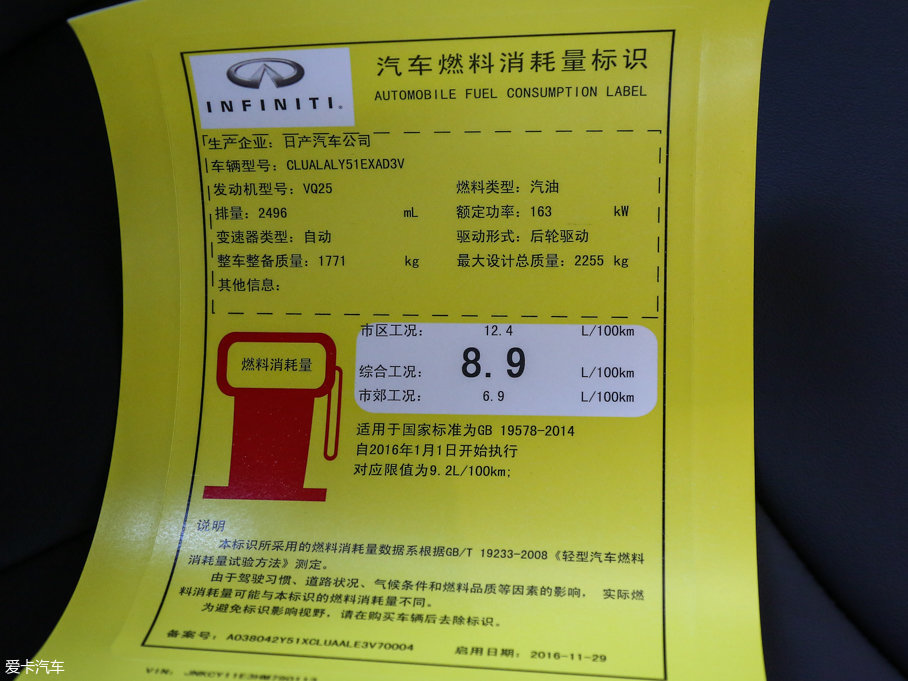 汽车燃料消耗量标识
INFINITI®
AUTOMOBILE FUEL CONSUMPTION LABEL
生产企业: 日产汽车公司
车辆型号: CLUALALY51EXAD3V
发动机型号: VQ25 燃料类型: 汽油
排量: 2496 mL 额定功率: 163 kW
变速器类型: 自动 驱动形式: 后轮驱动
整车整备质量: 1771 kg 最大设计总质量: 2255 kg
其他信息:
市区工况: 12.4 L/100km
燃料消耗量
综合工况: 8.9 L/100km
市郊工况: 6.9 L/100km
适用于国家标准为GB 19578-2014
自2016年1月1日开始执行
对应限值为9.2L/100km;
说明
本标识所采用的燃料消耗量数据系根据GB/T 19233-2008《轻型汽车燃料
消耗量试验方法》测定。
由于驾驶习惯、道路状况、气候条件和燃料品质等因素的影响, 实际燃
料消耗量可能与本标识的燃料消耗量不同。
为避免标识影响视野, 请在购买车辆后去除标识。
备案号: A038042Y51XCLUAALE3V70004 启用日期: 2016-11-29
VIN:
爱卡汽车